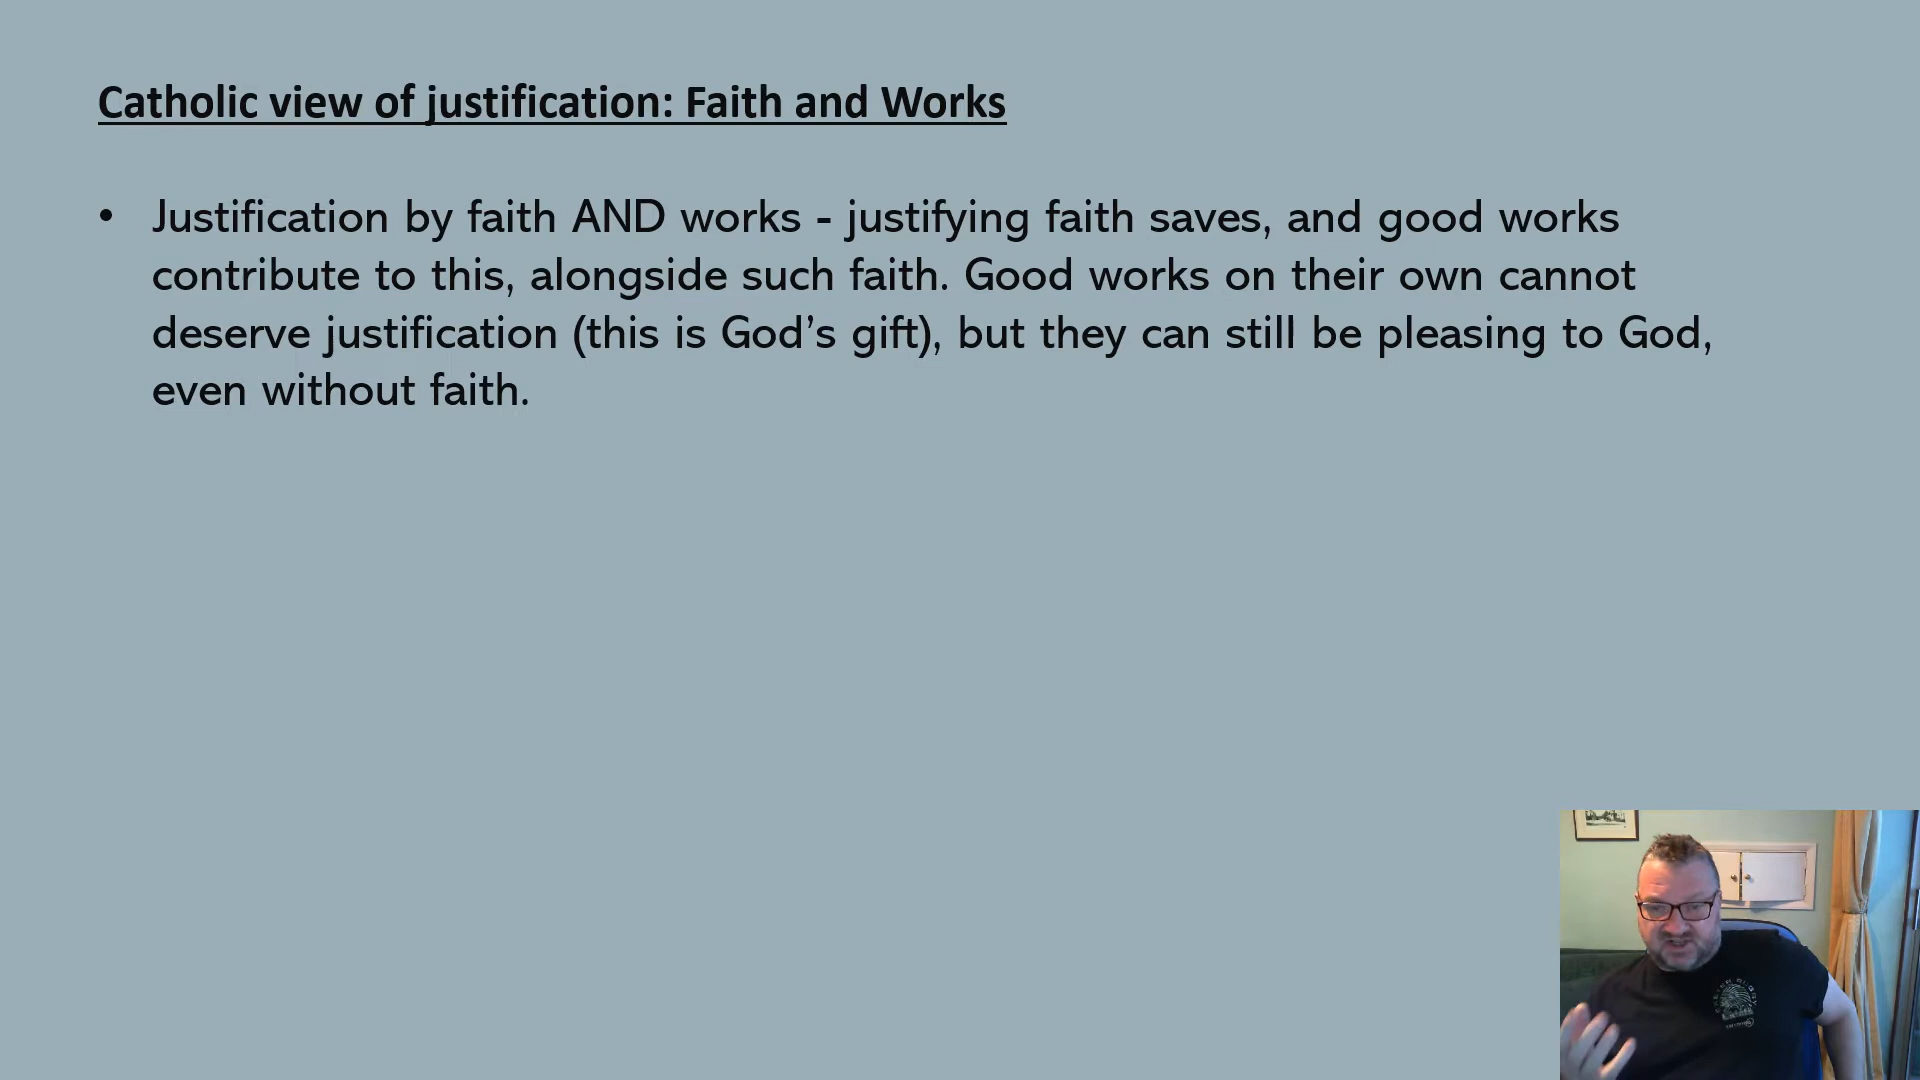 Catholic view of justification: Faith and Works
• Justification by faith AND works - justifying faith saves, and good works
contribute to this, alongside such faith. Good works on their own cannot
deserve justification (this is God’s gift), but they can still be pleasing to God,
even without faith.